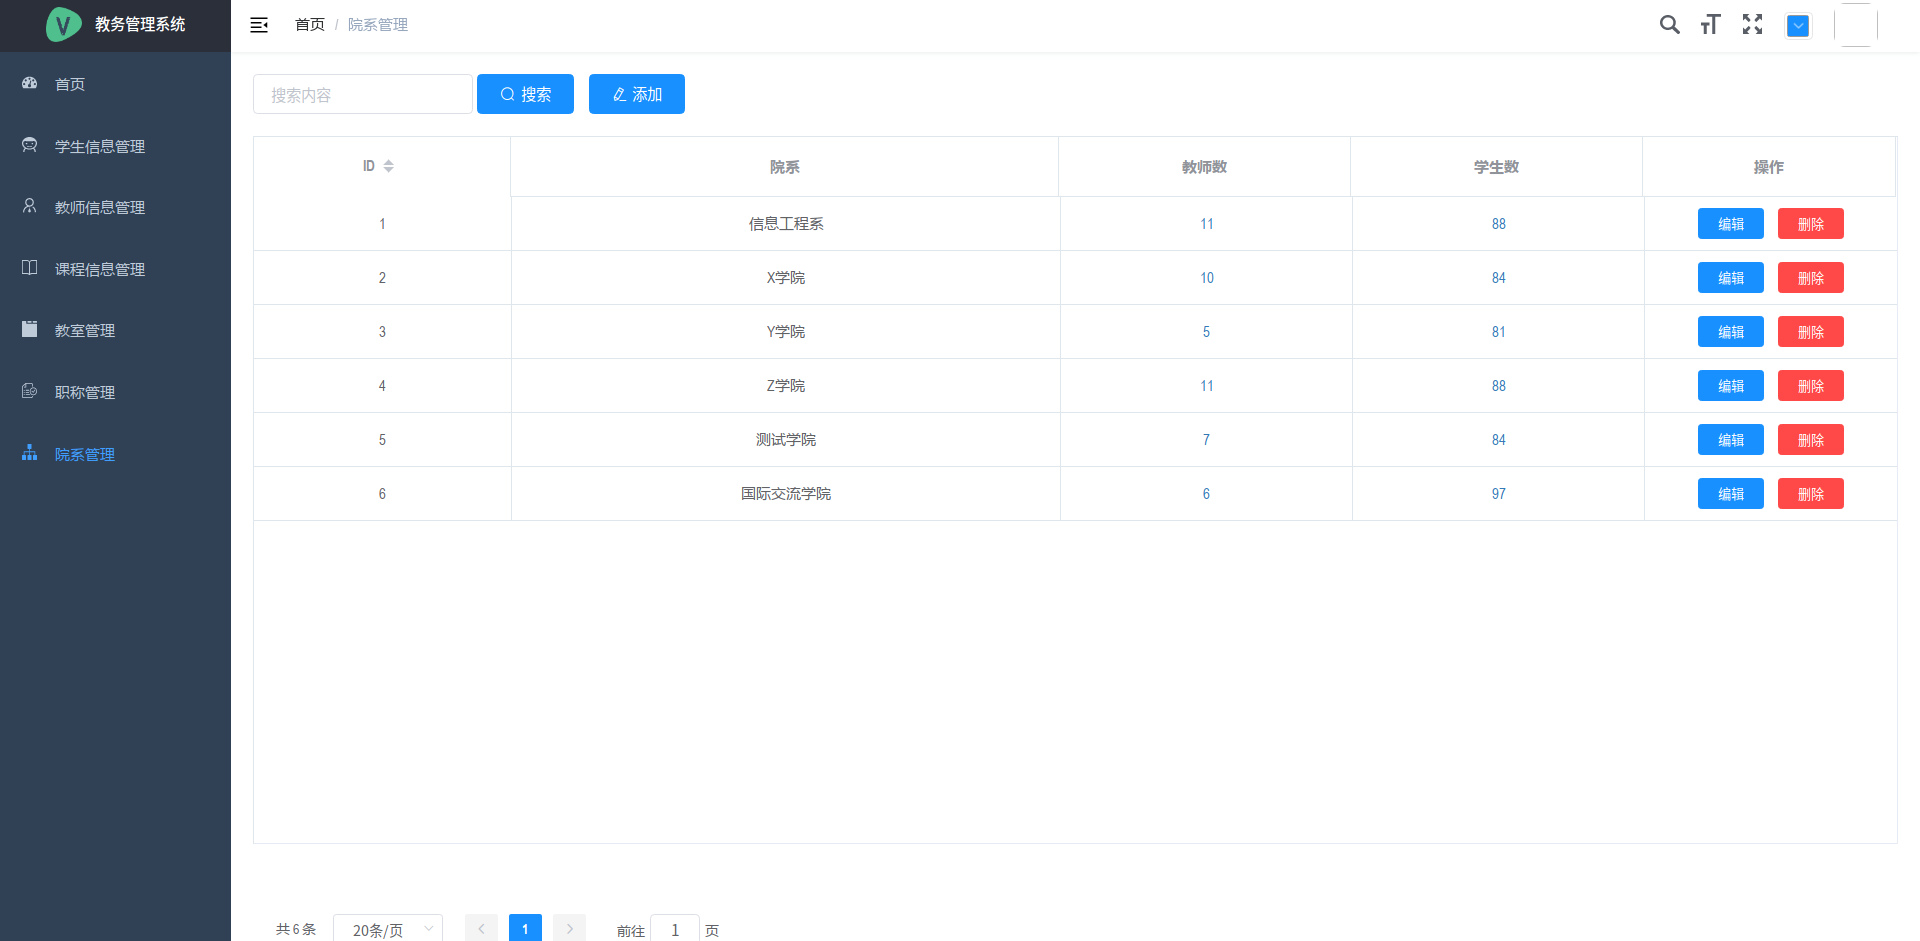 教务管理系统
首页 / 院系管理
首页
学生信息管理
教师信息管理
课程信息管理
教室管理
职称管理
院系管理
搜索内容 搜索 添加
ID 院系 教师数 学生数 操作
1 信息工程系 11 88 编辑 删除
2 X学院 10 84 编辑 删除
3 Y学院 5 81 编辑 删除
4 Z学院 11 88 编辑 删除
5 测试学院 7 84 编辑 删除
6 国际交流学院 6 97 编辑 删除
共 6 条 20条/页 1 前往 1 页